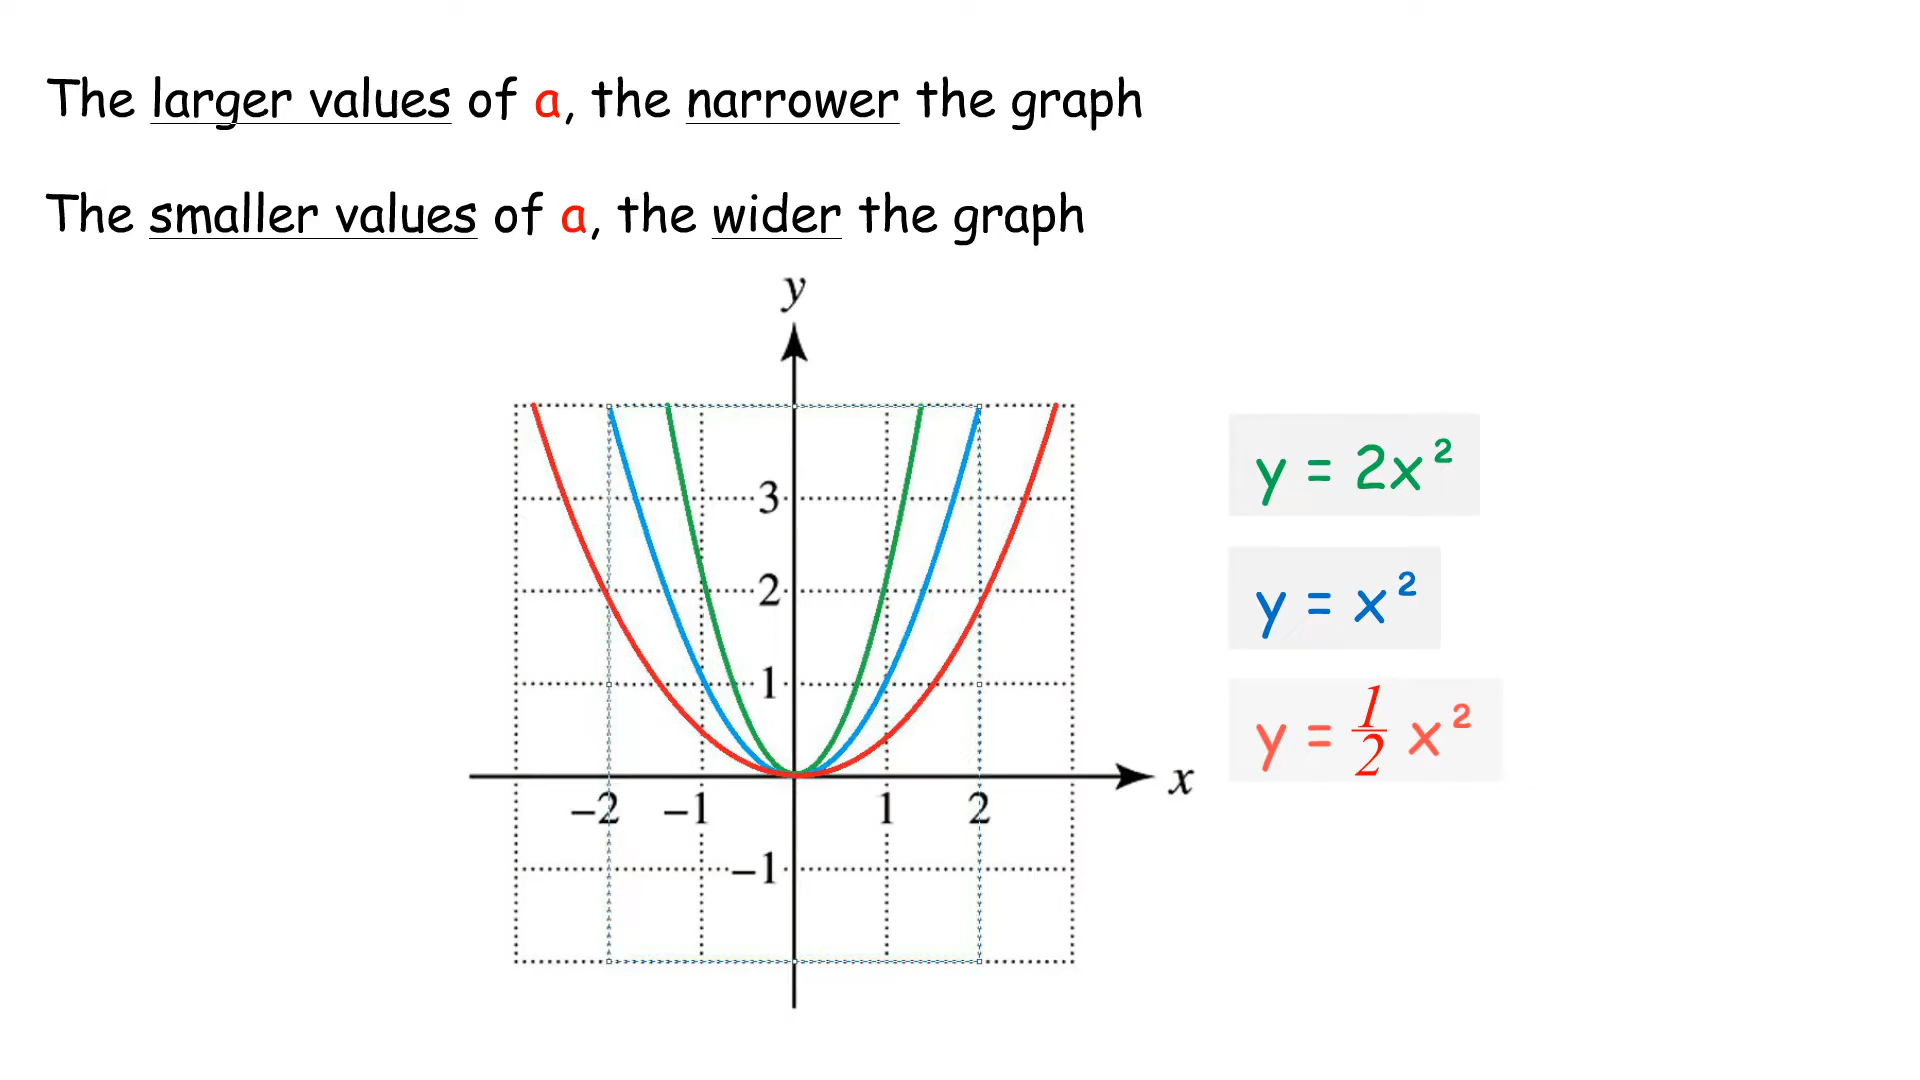 The larger values of a, the narrower the graph
The smaller values of a, the wider the graph
y
3
2
1
x
−2 −1 1 2
−1
y = 2x²
y = x²
y = 1/2 x²